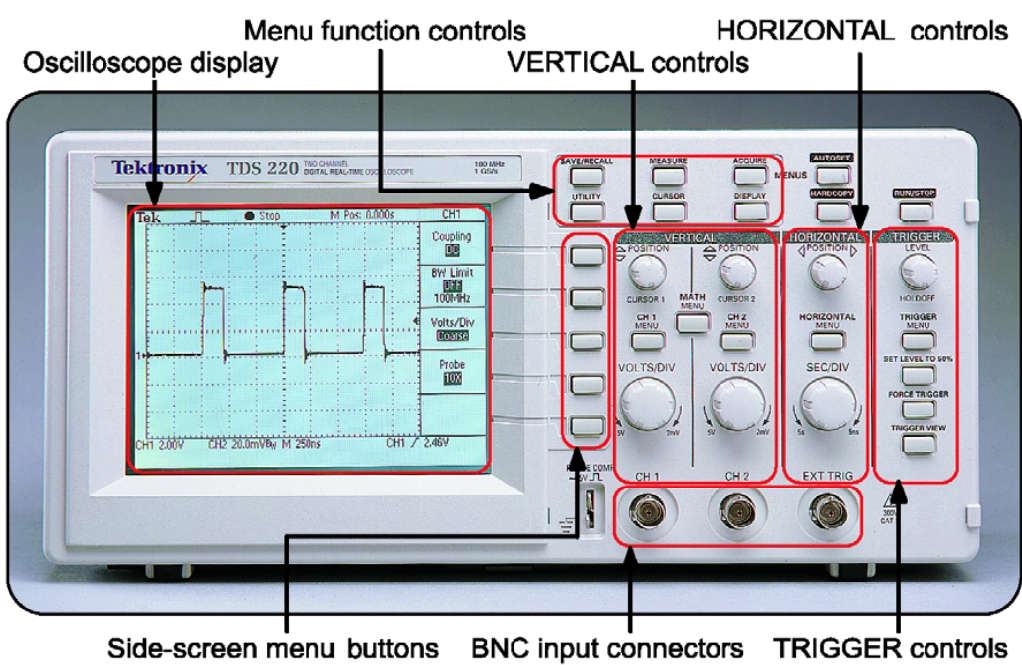 Menu function controls
HORIZONTAL controls
Oscilloscope display
VERTICAL controls
Tektronix TDS 220 TWO CHANNEL DIGITAL REAL-TIME OSCILLOSCOPE
100 MHz
1 GS/s
SAVE/RECALL MEASURE ACQUIRE MENUS AUTOSET
UTILITY CURSOR DISPLAY HARDCOPY RUN/STOP
Tek Stop M Pos: 0.000s CH1
Coupling
DC
BW Limit
OFF
100MHz
Volts/Div
Coarse
Probe
10X
1
CH1 2.00V CH2 20.0mVBW M 250ns CH1 / 2.46V
VERTICAL HORIZONTAL TRIGGER
POSITION POSITION POSITION LEVEL
CURSOR 1 CURSOR 2 HOLDOFF
MATH
MENU
CH 1
MENU
CH 2
MENU
HORIZONTAL
MENU
TRIGGER
MENU
SET LEVEL TO 50%
VOLTS/DIV VOLTS/DIV SEC/DIV
FORCE TRIGGER
TRIGGER VIEW
5V 2mV 5V 2mV 5s 5ns
CH 1 CH 2 EXT TRIG
COMP
300V
CAT
Side-screen menu buttons
BNC input connectors
TRIGGER controls